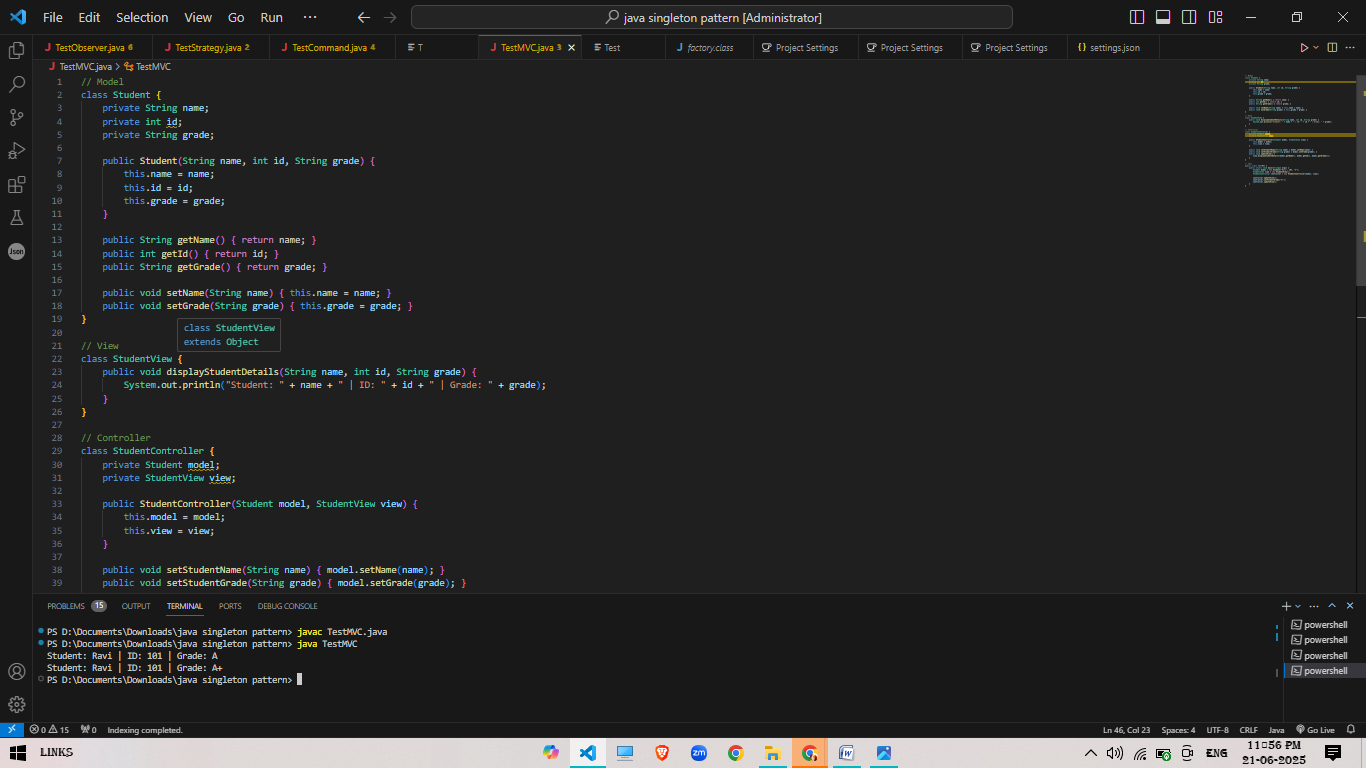 File Edit Selection View Go Run ··· java singleton pattern [Administrator]
TestObserver.java 6 TestStrategy.java 2 TestCommand.java 4 T TestMVC.java 3 Test factory.class Project Settings Project Settings Project Settings settings.json
TestMVC.java > TestMVC
1 // Model
2 class Student {
3 private String name;
4 private int id;
5 private String grade;
6
7 public Student(String name, int id, String grade) {
8 this.name = name;
9 this.id = id;
10 this.grade = grade;
11 }
12
13 public String getName() { return name; }
14 public int getId() { return id; }
15 public String getGrade() { return grade; }
16
17 public void setName(String name) { this.name = name; }
18 public void setGrade(String grade) { this.grade = grade; }
19 }
20
class StudentView
extends Object
21 // View
22 class StudentView {
23 public void displayStudentDetails(String name, int id, String grade) {
24 System.out.println("Student: " + name + " | ID: " + id + " | Grade: " + grade);
25 }
26 }
27
28 // Controller
29 class StudentController {
30 private Student model;
31 private StudentView view;
32
33 public StudentController(Student model, StudentView view) {
34 this.model = model;
35 this.view = view;
36 }
37
38 public void setStudentName(String name) { model.setName(name); }
39 public void setStudentGrade(String grade) { model.setGrade(grade); }
PROBLEMS 15 OUTPUT TERMINAL PORTS DEBUG CONSOLE
PS D:\Documents\Downloads\java singleton pattern> javac TestMVC.java
PS D:\Documents\Downloads\java singleton pattern> java TestMVC
Student: Ravi | ID: 101 | Grade: A
Student: Ravi | ID: 101 | Grade: A+
PS D:\Documents\Downloads\java singleton pattern>
powershell
powershell
powershell
powershell
0 15 0 Indexing completed. Ln 46, Col 23 Spaces: 4 UTF-8 CRLF Java Go Live
LINKS ENG 11:56 PM
21-06-2025
Json
zm